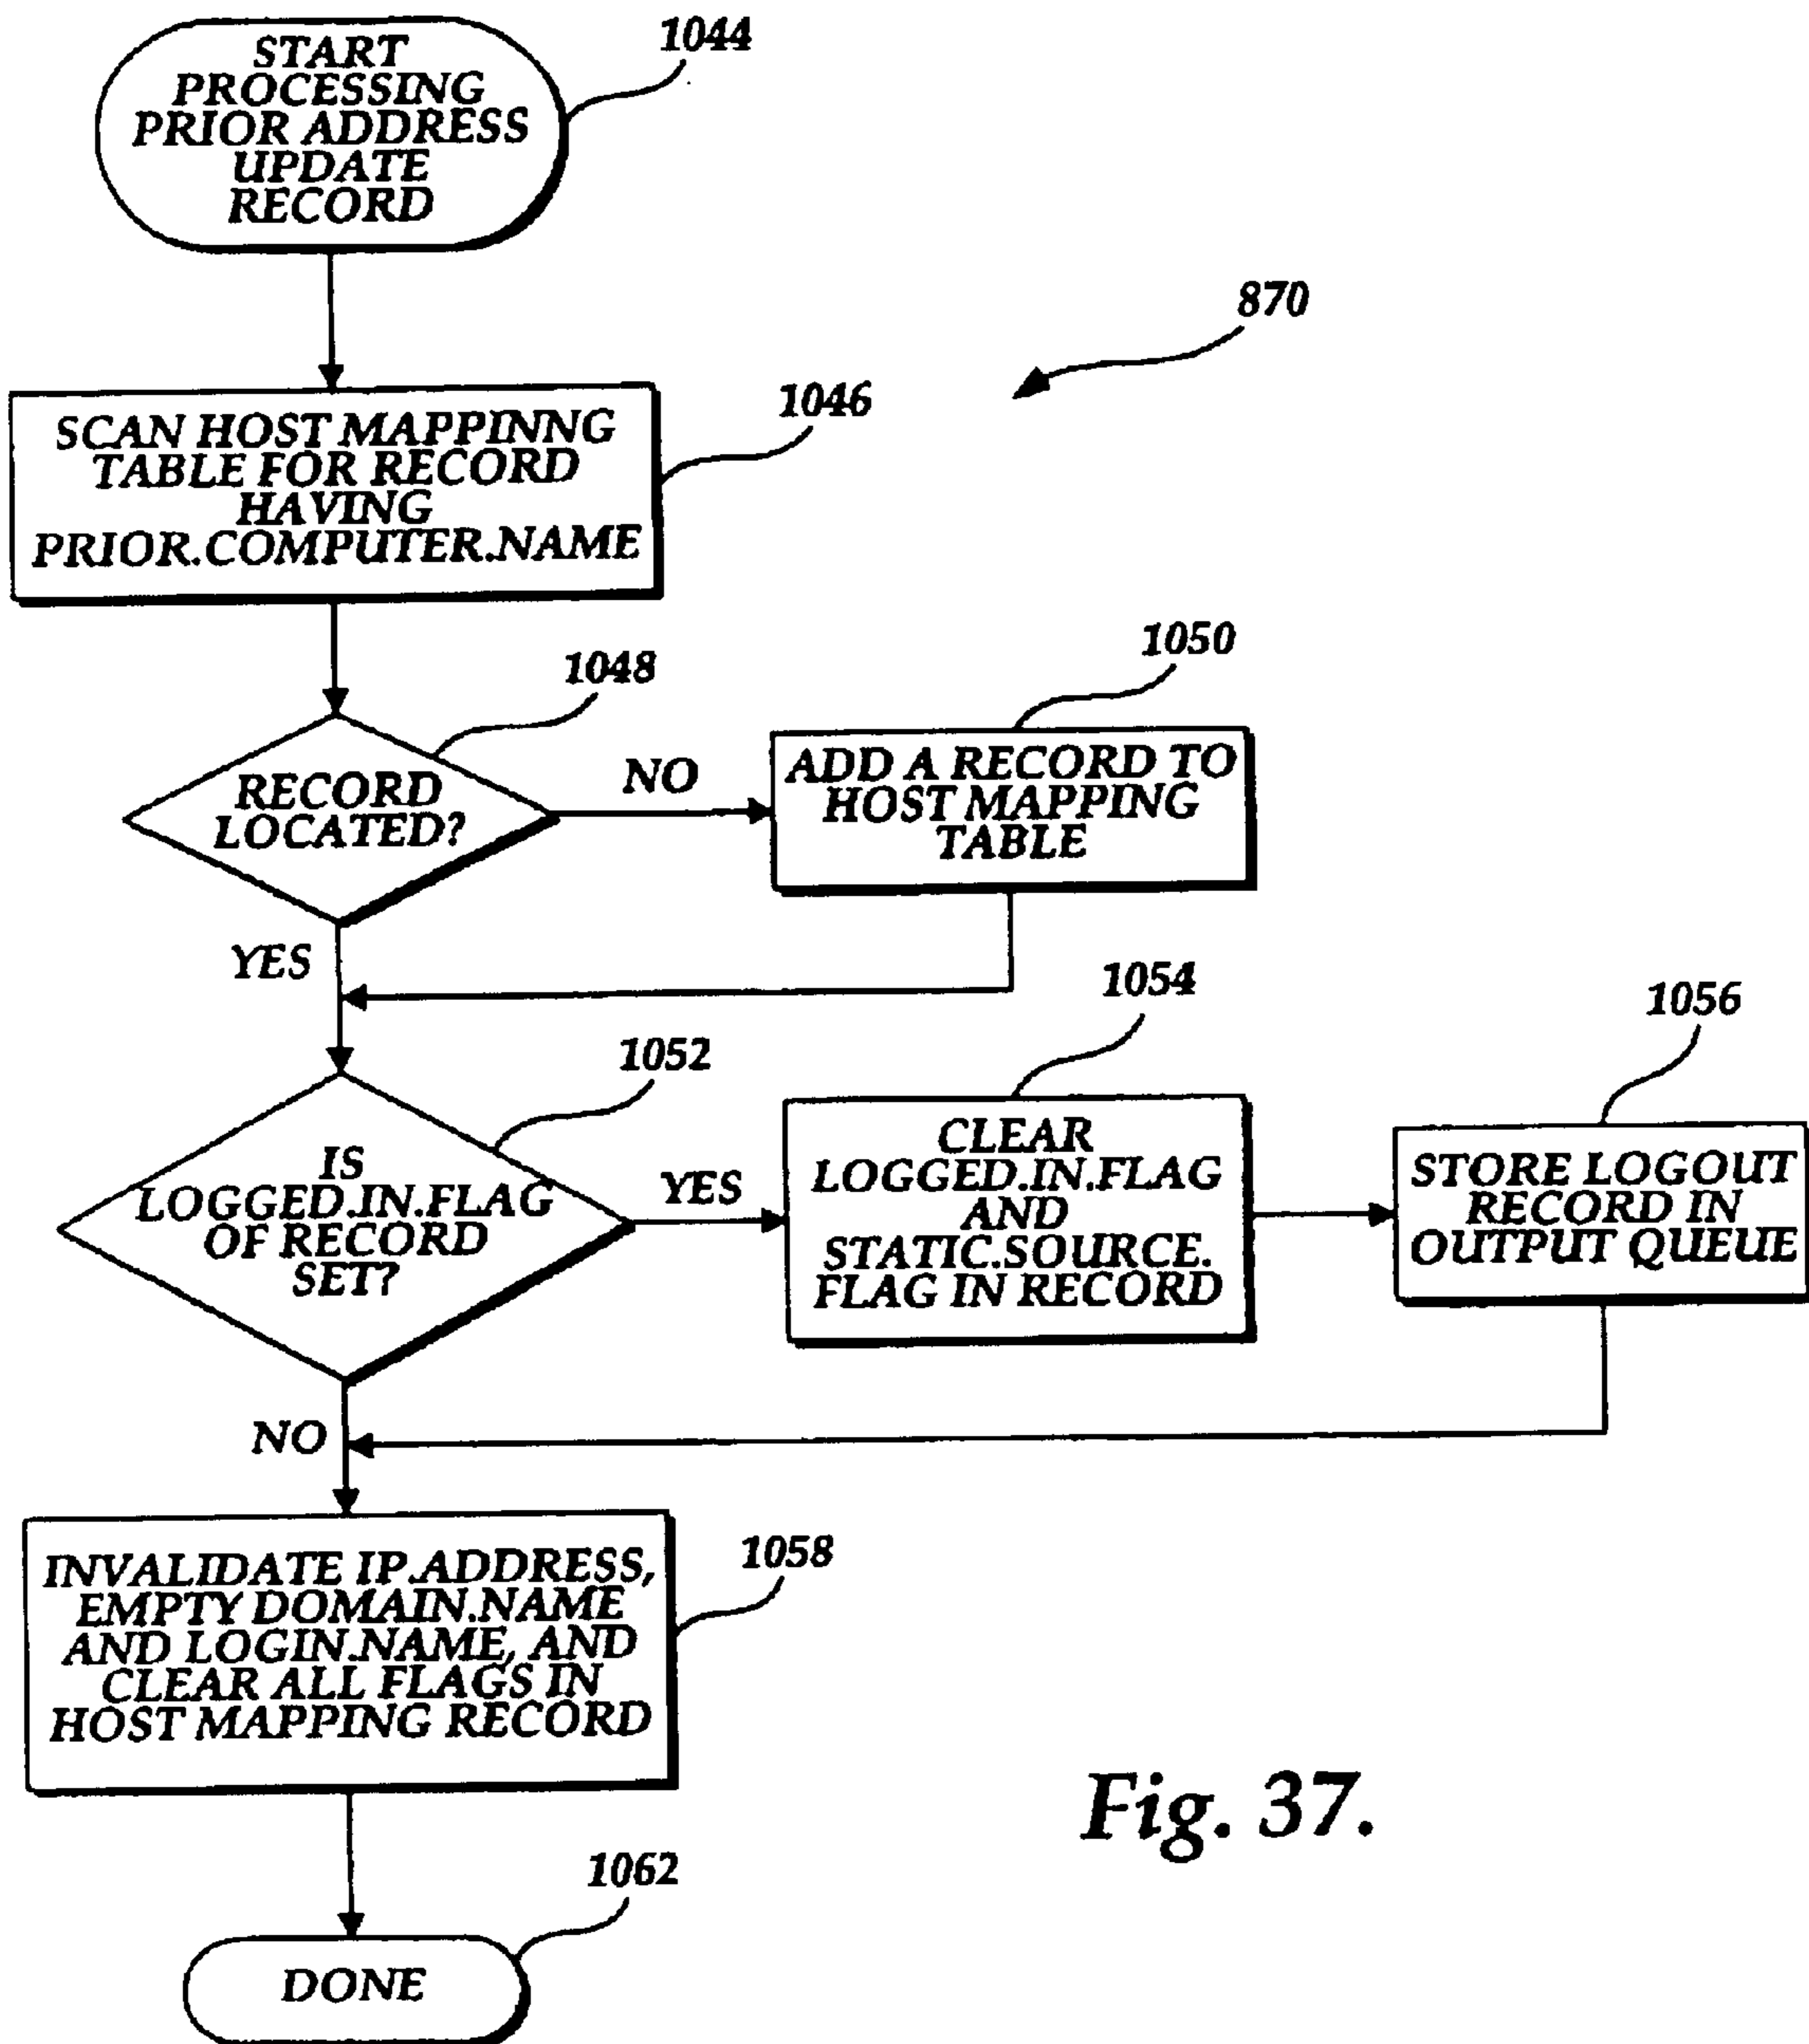 START
PROCESSING
PRIOR ADDRESS
UPDATE
RECORD
1044
870
SCAN HOST MAPPINNG
TABLE FOR RECORD
HAVING
PRIOR.COMPUTER.NAME
1046
1048
RECORD
LOCATED?
NO
1050
ADD A RECORD TO
HOST MAPPING
TABLE
YES
1052
IS
LOGGED.IN.FLAG
OF RECORD
SET?
YES
1054
CLEAR
LOGGED.IN.FLAG
AND
STATIC.SOURCE.
FLAG IN RECORD
1056
STORE LOGOUT
RECORD IN
OUTPUT QUEUE
NO
INVALIDATE IP.ADDRESS,
EMPTY DOMAIN.NAME
AND LOGIN.NAME, AND
CLEAR ALL FLAGS IN
HOST MAPPING RECORD
1058
Fig. 37.
1062
DONE